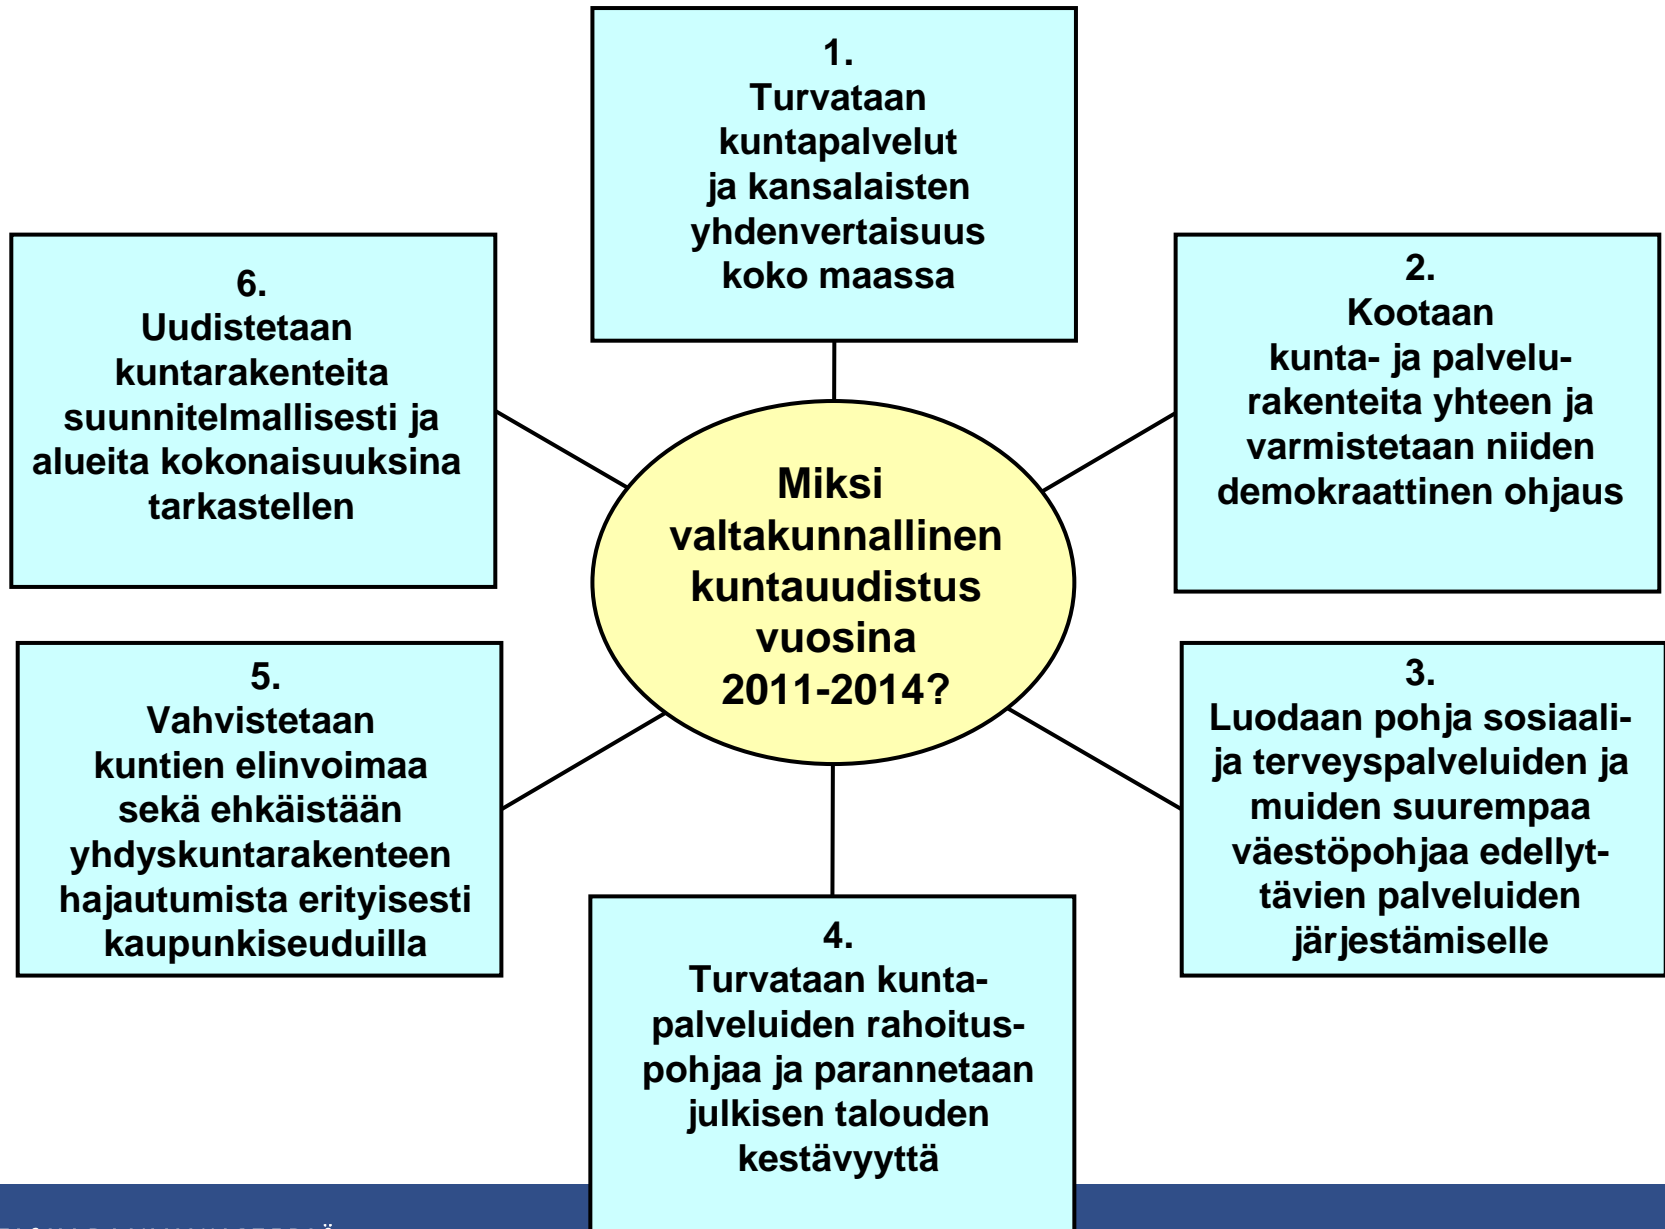 1.
Turvataan
kuntapalvelut
ja kansalaisten
yhdenvertaisuus
koko maassa
2.
Kootaan
kunta- ja palvelu-
rakenteita yhteen ja
varmistetaan niiden
demokraattinen ohjaus
3.
Luodaan pohja sosiaali-
ja terveyspalveluiden ja
muiden suurempaa
väestöpohjaa edellyt-
tävien palveluiden
järjestämiselle
4.
Turvataan kunta-
palveluiden rahoitus-
pohjaa ja parannetaan
julkisen talouden
kestävyyttä
5.
Vahvistetaan
kuntien elinvoimaa
sekä ehkäistään
yhdyskuntarakenteen
hajautumista erityisesti
kaupunkiseuduilla
6.
Uudistetaan
kuntarakenteita
suunnitelmallisesti ja
alueita kokonaisuuksina
tarkastellen
Miksi
valtakunnallinen
kuntauudistus
vuosina
2011-2014?